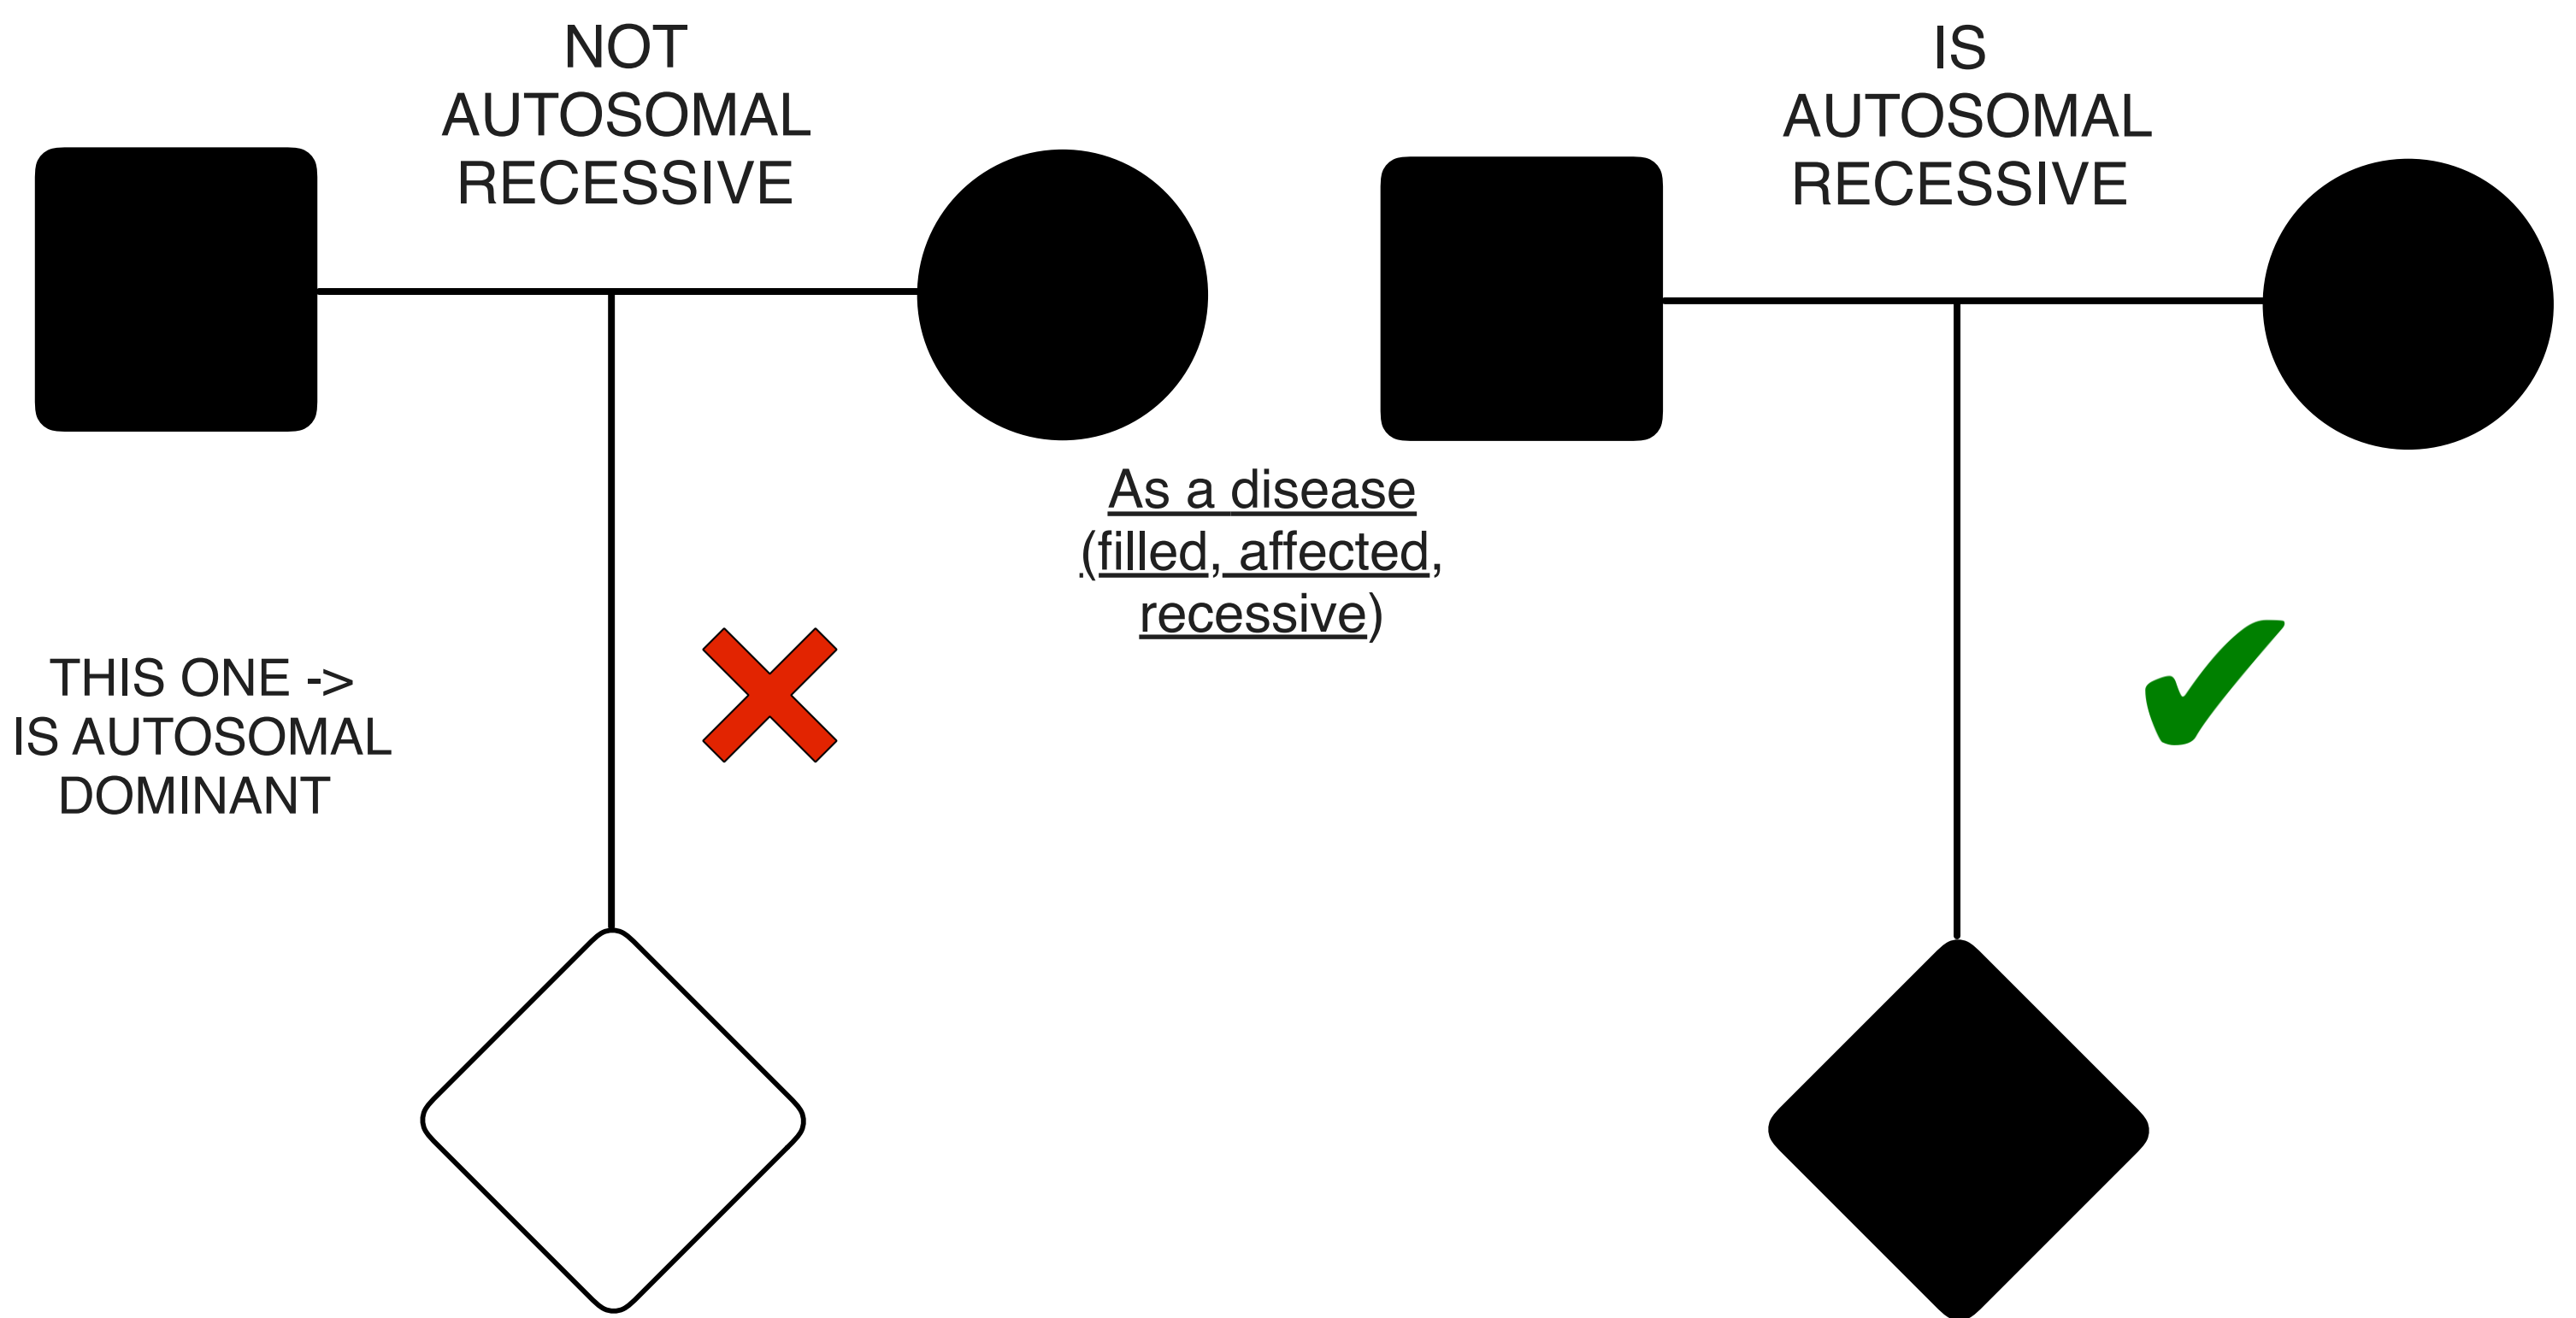 NOT
AUTOSOMAL
RECESSIVE
IS
AUTOSOMAL
RECESSIVE
As a disease
(filled, affected,
recessive)
THIS ONE ->
IS AUTOSOMAL
DOMINANT